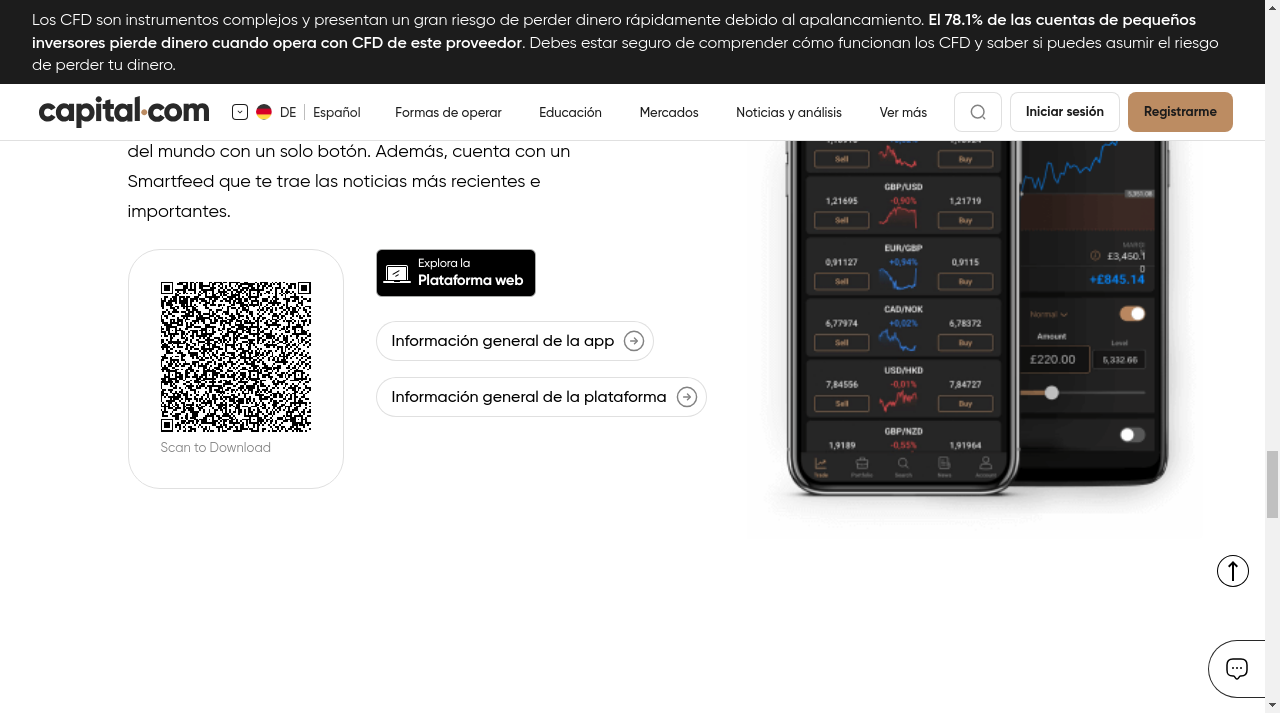 Los CFD son instrumentos complejos y presentan un gran riesgo de perder dinero rápidamente debido al apalancamiento. El 78.1% de las cuentas de pequeños
inversores pierde dinero cuando opera con CFD de este proveedor. Debes estar seguro de comprender cómo funcionan los CFD y saber si puedes asumir el riesgo
de perder tu dinero.
capital.com
DE
Español
Formas de operar
Educación
Mercados
Noticias y análisis
Ver más
Iniciar sesión
Registrarme
del mundo con un solo botón. Además, cuenta con un
Smartfeed que te trae las noticias más recientes e
importantes.
Scan to Download
Explora la
Plataforma web
Información general de la app
Información general de la plataforma
Sell
Buy
GBP/USD
1,21695
-0,90%
1,21719
Sell
Buy
EUR/GBP
0,91127
+0,94%
0,9115
Sell
Buy
CAD/NOK
6,77974
+0,02%
6,78372
Sell
Buy
USD/HKD
7,84556
-0,01%
7,84727
Sell
Buy
GBP/NZD
1,9189
-0,55%
1,91964
Trade
Portfolio
Search
News
Account
+£845.14
Normal
Amount
Level
£220.00
5,332.66